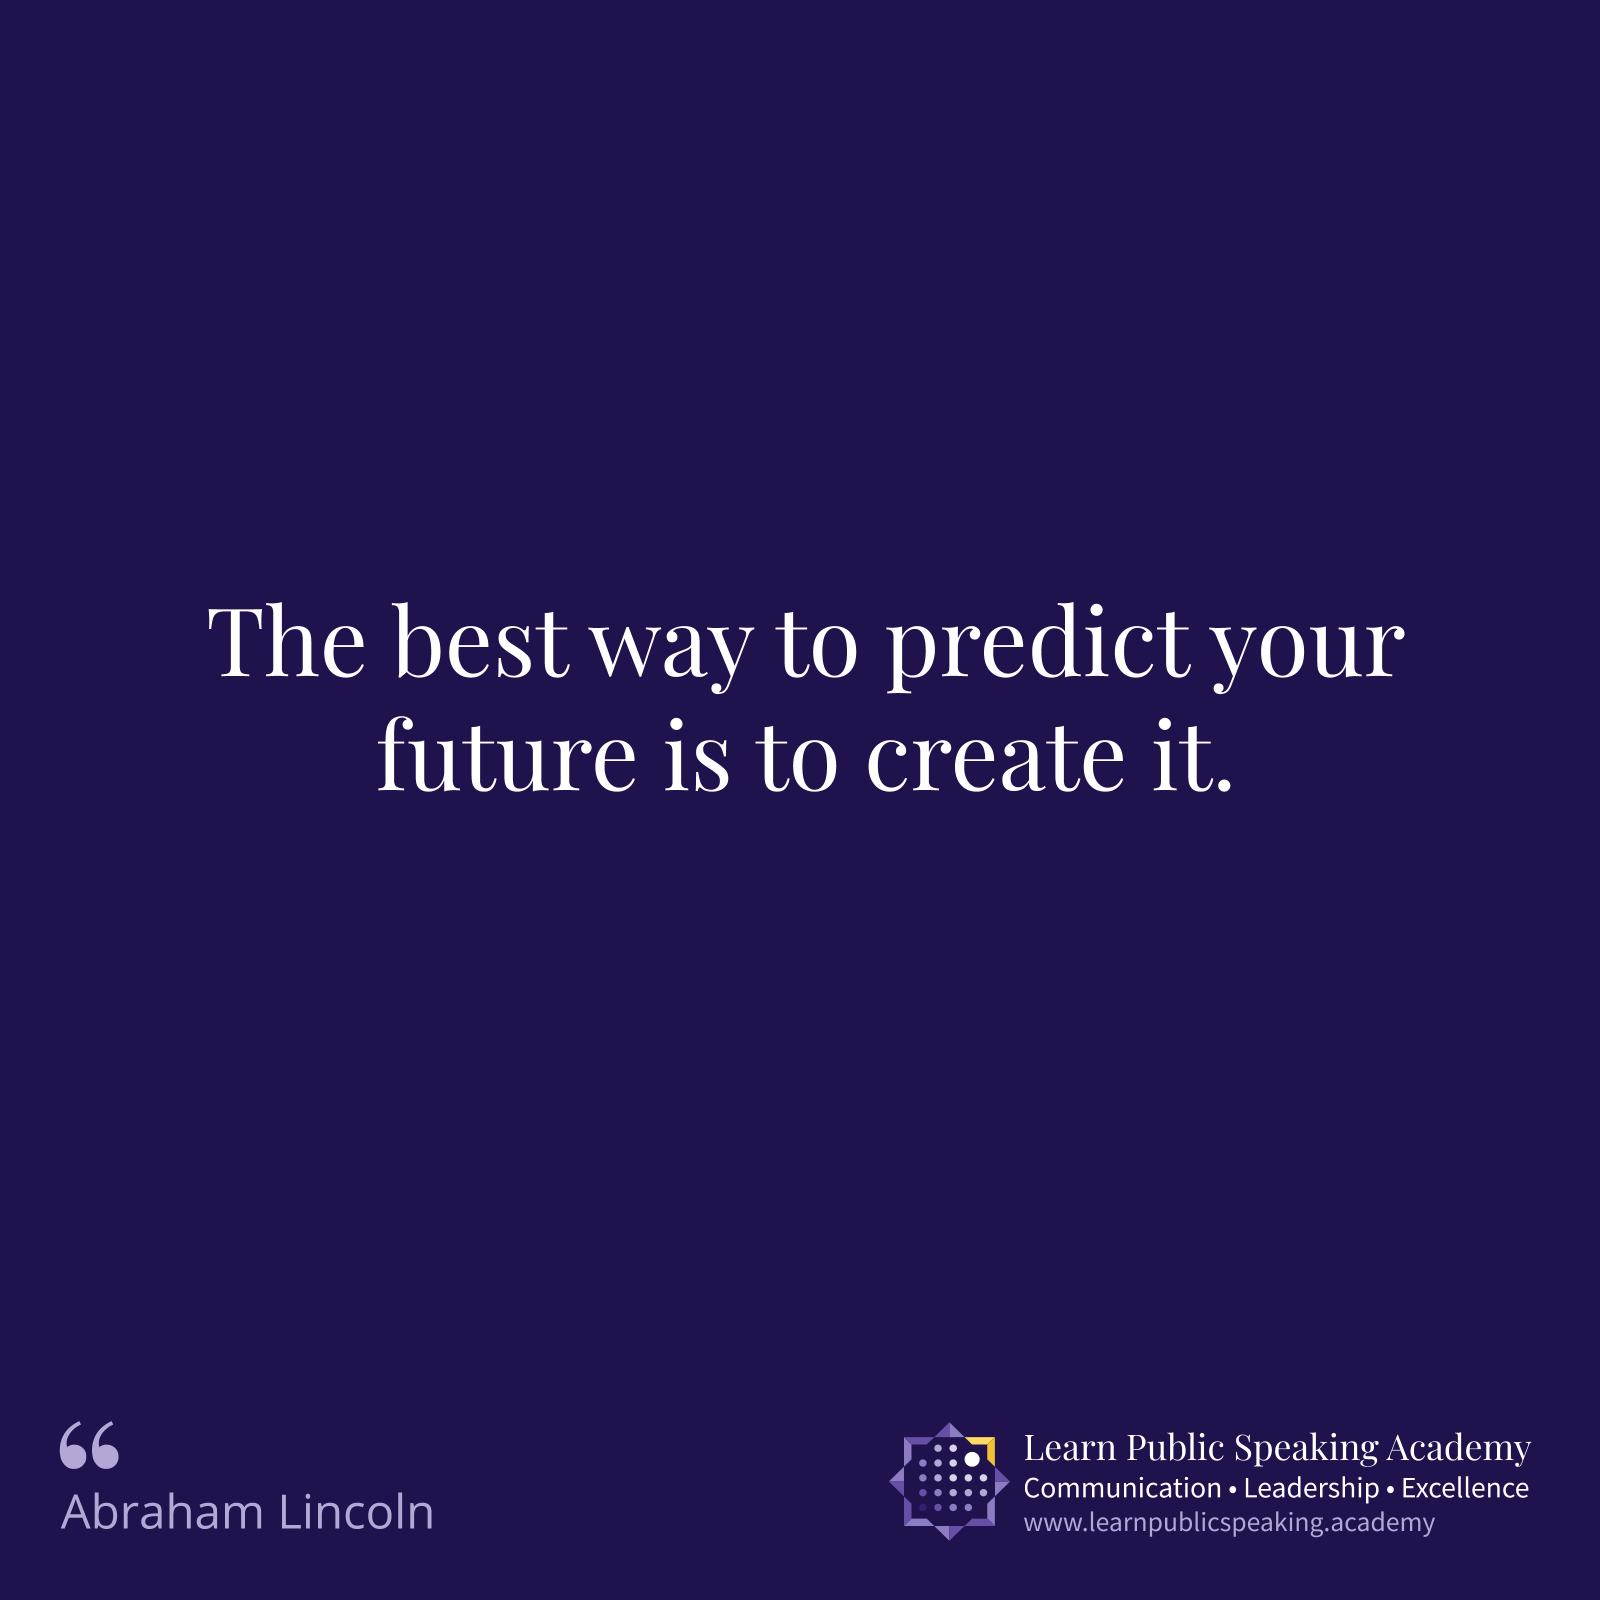 The best way to predict your
future is to create it.
“
Abraham Lincoln
Learn Public Speaking Academy
Communication • Leadership • Excellence
www.learnpublicspeaking.academy